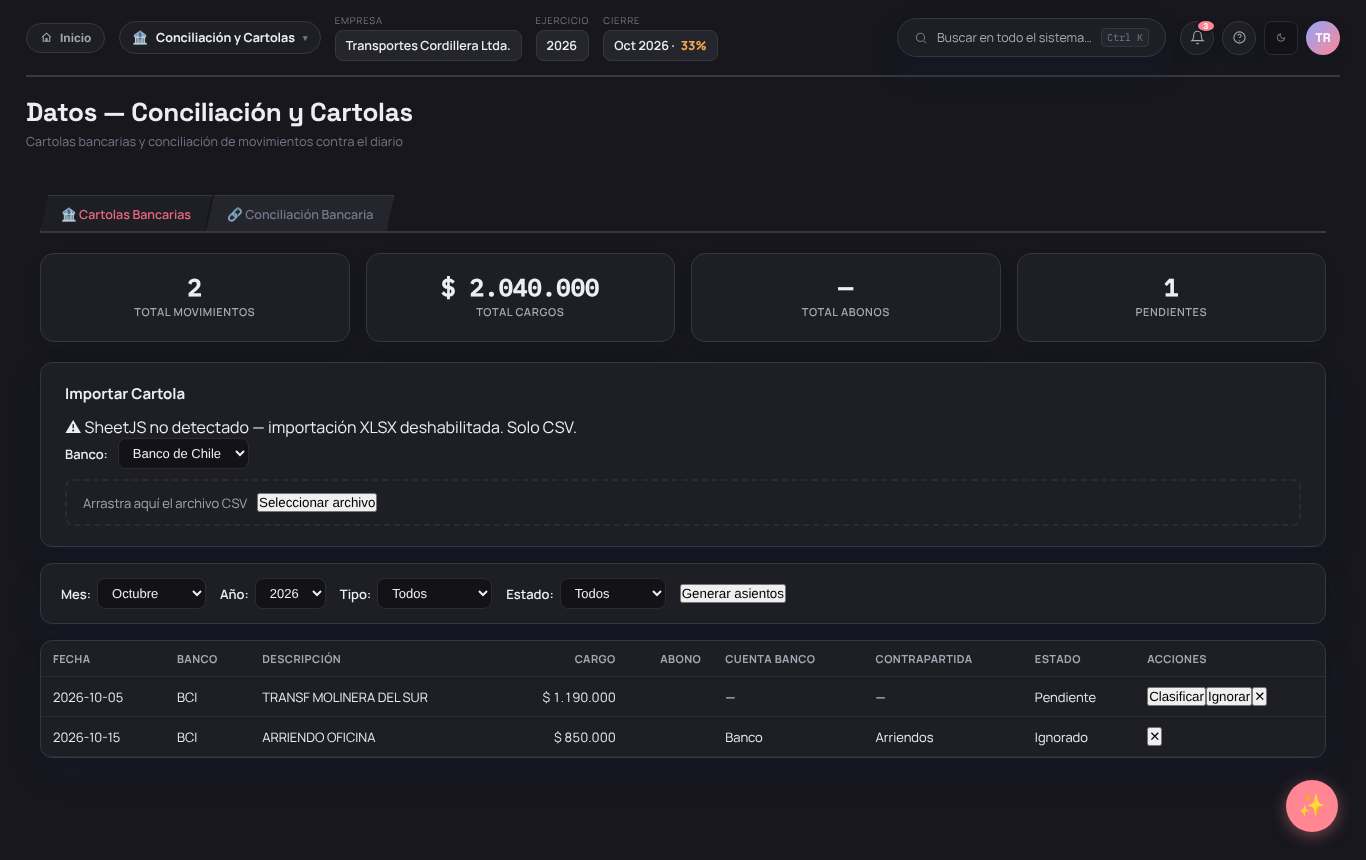 Inicio
🏦 Conciliación y Cartolas ▾
EMPRESA
Transportes Cordillera Ltda.
EJERCICIO
2026
CIERRE
Oct 2026 · 33%
Buscar en todo el sistema... Ctrl K
3
TR
Datos — Conciliación y Cartolas
Cartolas bancarias y conciliación de movimientos contra el diario
🏦 Cartolas Bancarias
🔗 Conciliación Bancaria
2
TOTAL MOVIMIENTOS
$ 2.040.000
TOTAL CARGOS
—
TOTAL ABONOS
1
PENDIENTES
Importar Cartola
⚠ SheetJS no detectado — importación XLSX deshabilitada. Solo CSV.
Banco: Banco de Chile
Arrastra aquí el archivo CSV Seleccionar archivo
Mes: Octubre Año: 2026 Tipo: Todos Estado: Todos Generar asientos
FECHA BANCO DESCRIPCIÓN CARGO ABONO CUENTA BANCO CONTRAPARTIDA ESTADO ACCIONES
2026-10-05 BCI TRANSF MOLINERA DEL SUR $ 1.190.000 — — Pendiente Clasificar Ignorar ✕
2026-10-15 BCI ARRIENDO OFICINA $ 850.000 Banco Arriendos Ignorado ✕